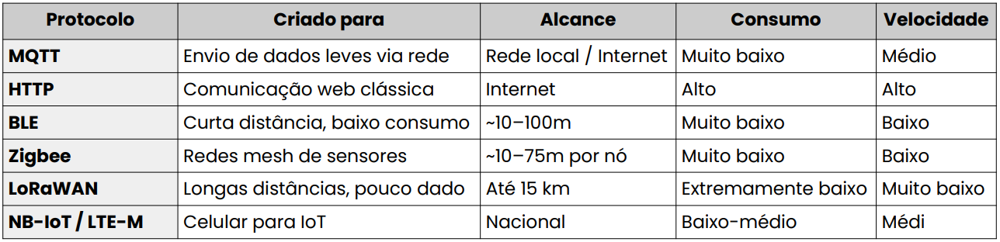 Protocolo Criado para Alcance Consumo Velocidade
MQTT Envio de dados leves via rede Rede local / Internet Muito baixo Médio
HTTP Comunicação web clássica Internet Alto Alto
BLE Curta distância, baixo consumo ~10–100m Muito baixo Baixo
Zigbee Redes mesh de sensores ~10–75m por nó Muito baixo Baixo
LoRaWAN Longas distâncias, pouco dado Até 15 km Extremamente baixo Muito baixo
NB-IoT / LTE-M Celular para IoT Nacional Baixo-médio Médi